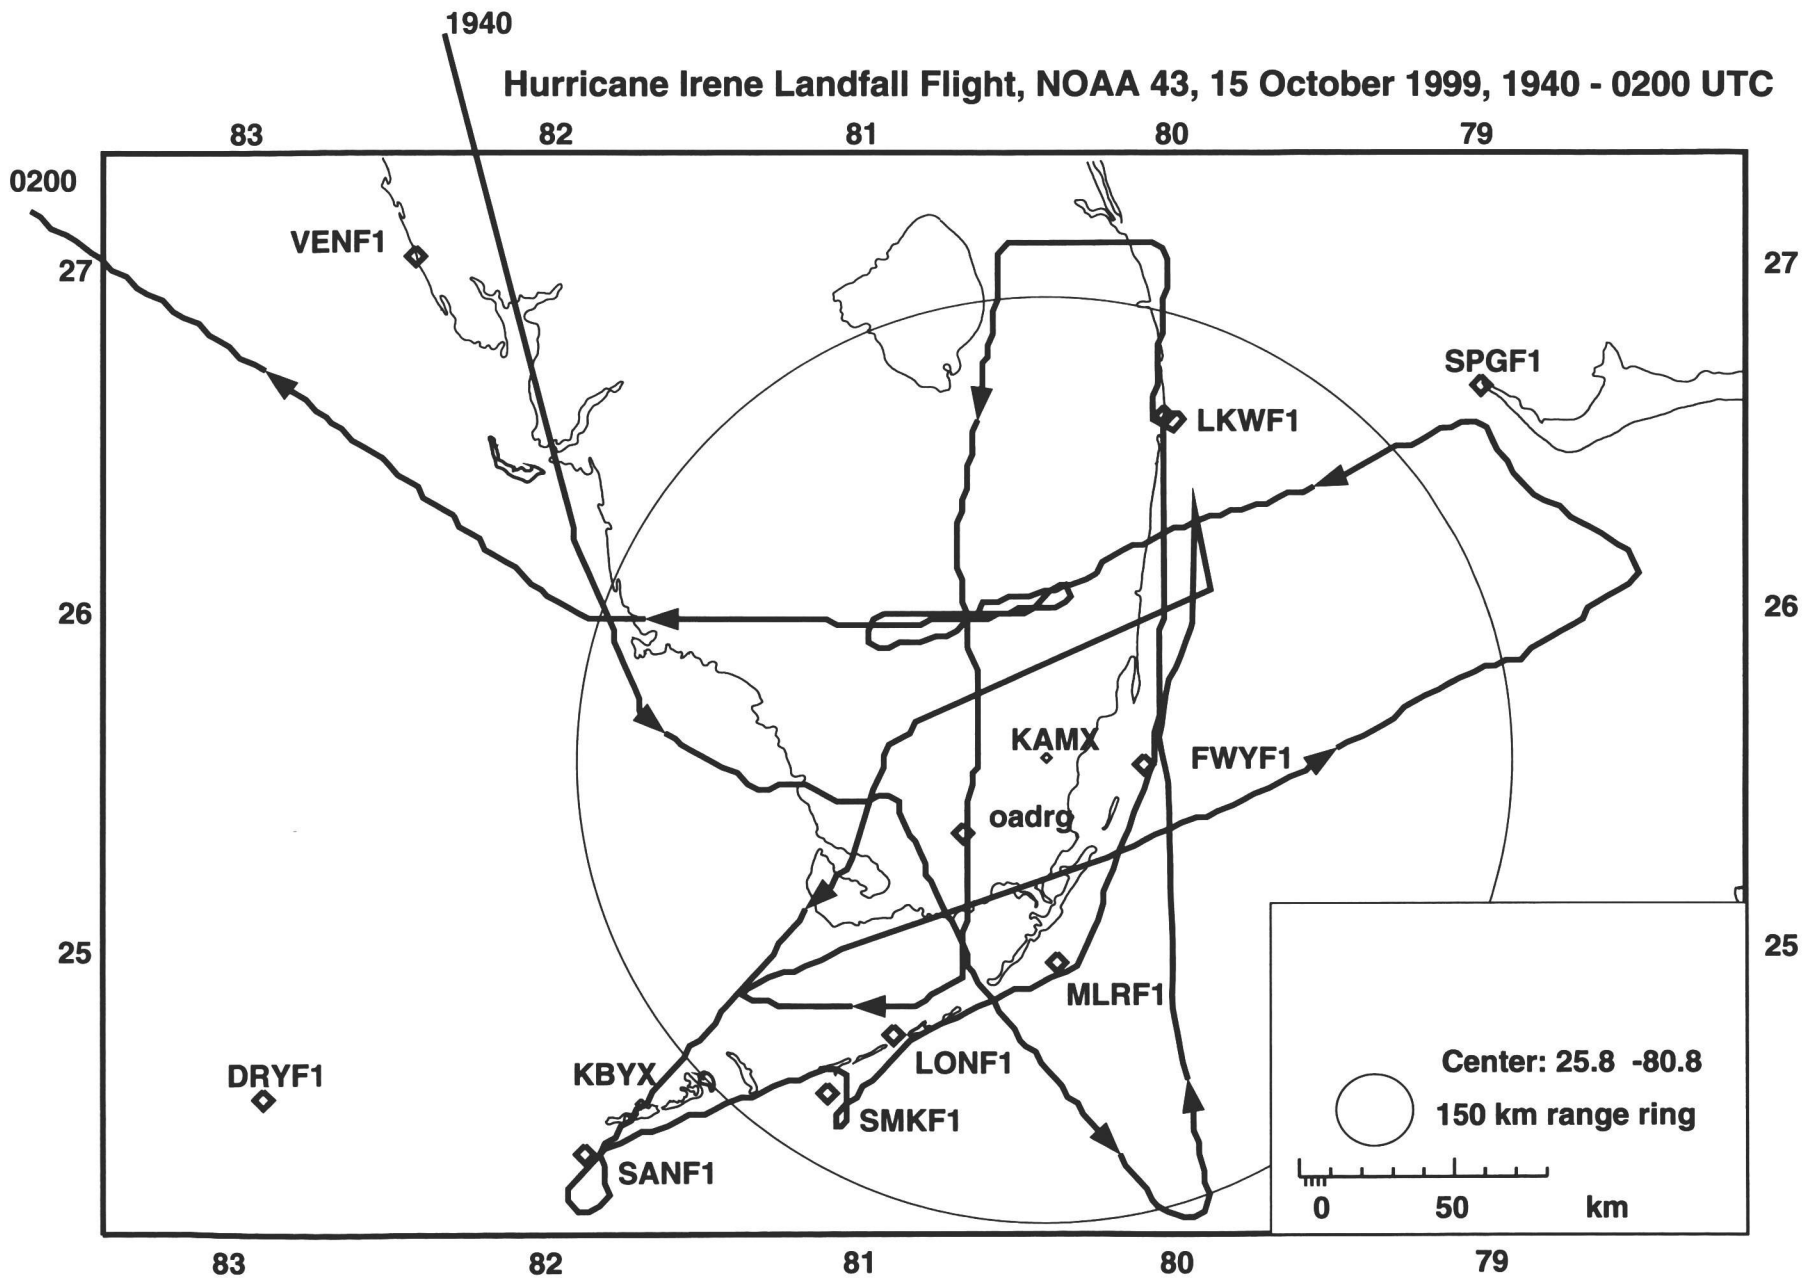 1940
Hurricane Irene Landfall Flight, NOAA 43, 15 October 1999, 1940 - 0200 UTC
83 82 81 80 79
0200
VENF1
27 27
SPGF1
LKWF1
26 26
KAMX
FWYF1
oadrg
25 25
MLRF1
LONF1
KBYX
DRYF1
SMKF1
SANF1
Center: 25.8 -80.8
150 km range ring
0 50 km
83 82 81 80 79